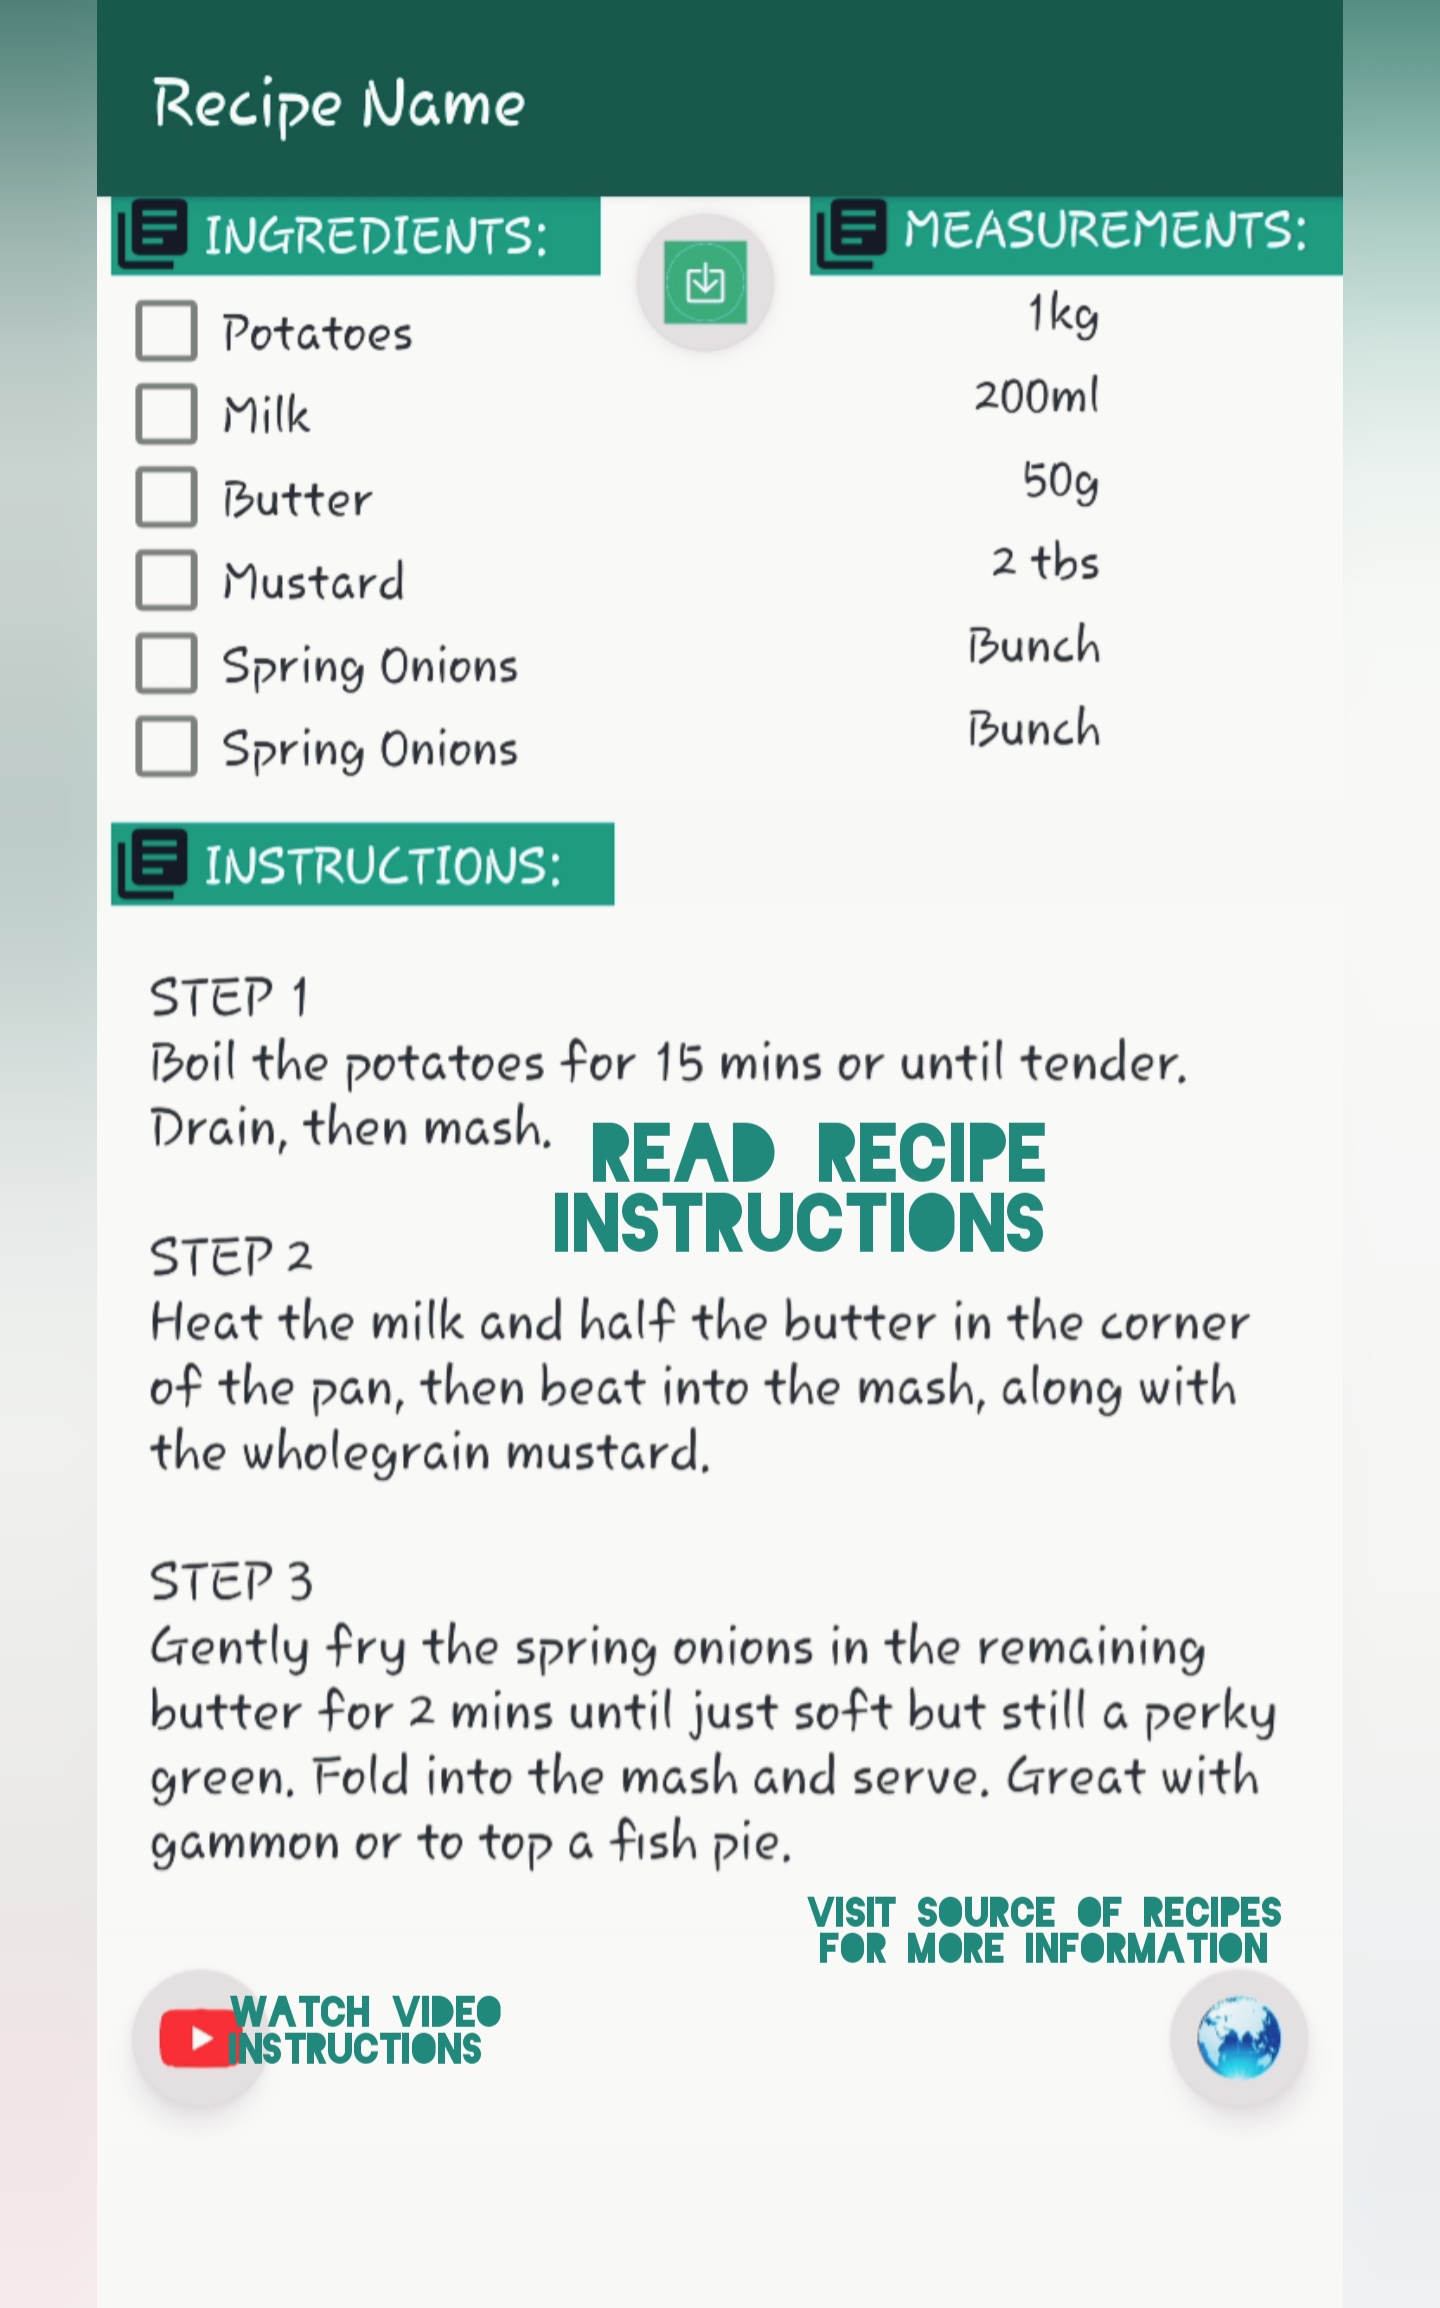 Recipe Name
INGREDIENTS:
MEASUREMENTS:
Potatoes
1kg
Milk
200ml
Butter
50g
Mustard
2 tbs
Spring Onions
Bunch
Spring Onions
Bunch
INSTRUCTIONS:
STEP 1
Boil the potatoes for 15 mins or until tender.
Drain, then mash.
READ RECIPE
INSTRUCTIONS
STEP 2
Heat the milk and half the butter in the corner
of the pan, then beat into the mash, along with
the wholegrain mustard.
STEP 3
Gently fry the spring onions in the remaining
butter for 2 mins until just soft but still a perky
green. Fold into the mash and serve. Great with
gammon or to top a fish pie.
VISIT SOURCE OF RECIPES
FOR MORE INFORMATION
WATCH VIDEO
INSTRUCTIONS